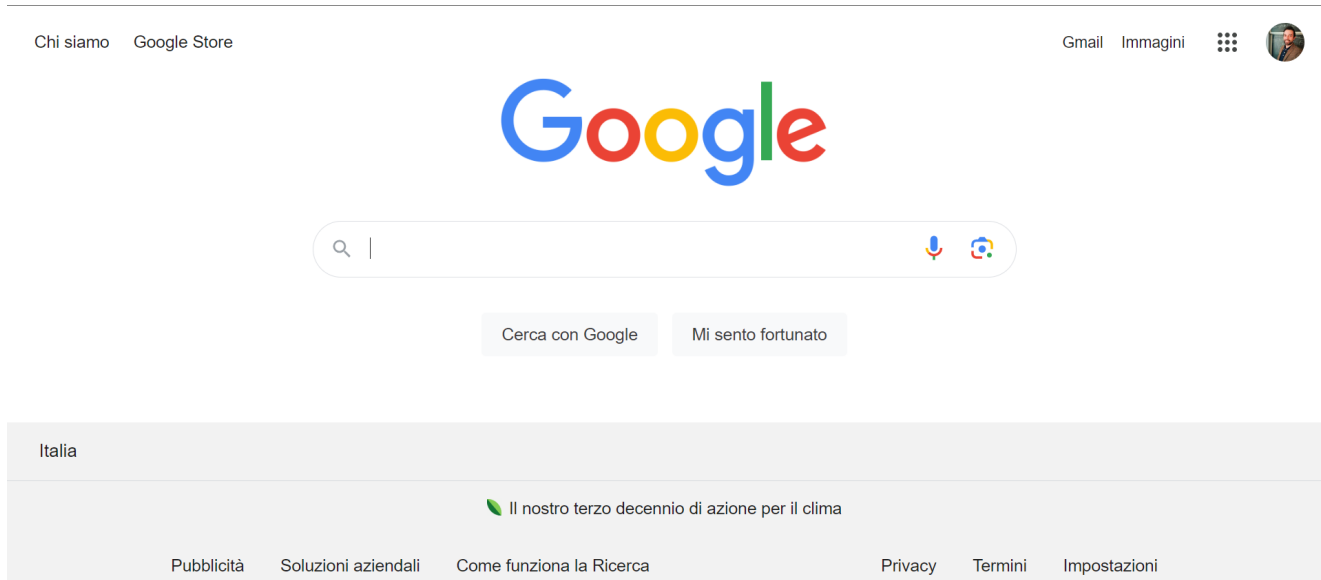 Chi siamo Google Store Gmail Immagini
Google
Cerca con Google Mi sento fortunato
Italia
Il nostro terzo decennio di azione per il clima
Pubblicità Soluzioni aziendali Come funziona la Ricerca Privacy Termini Impostazioni